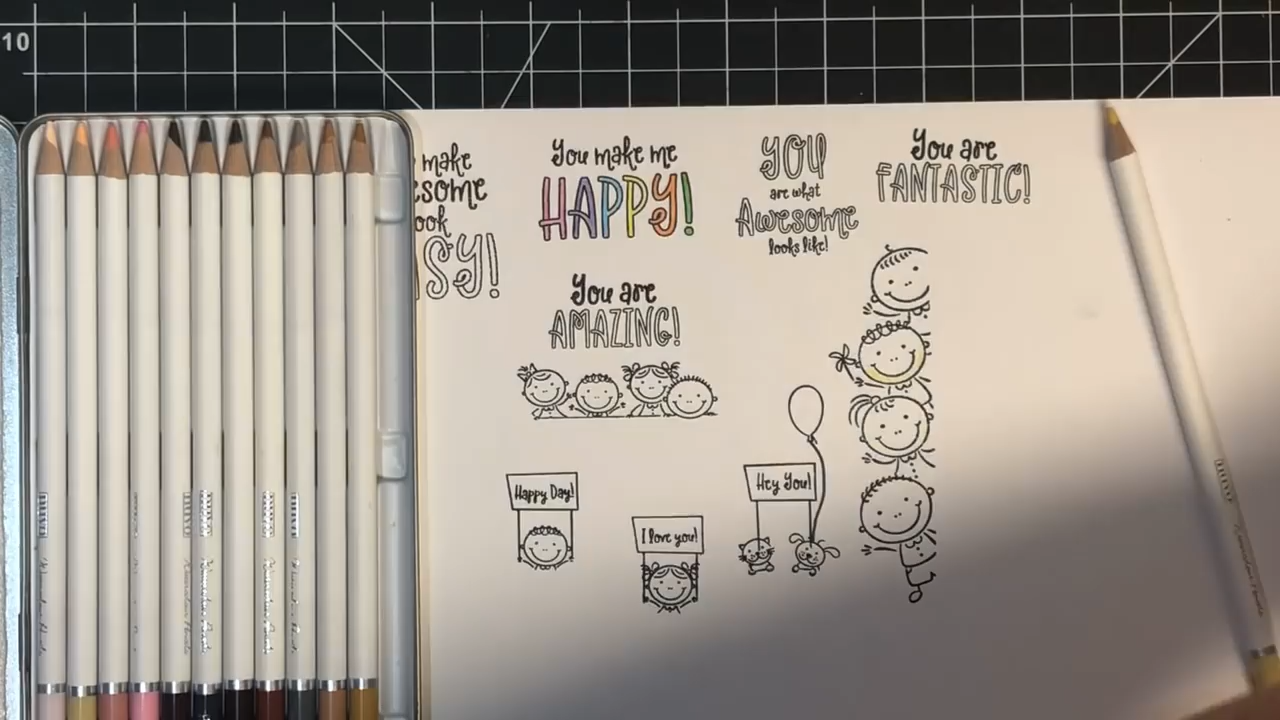 10
make
esome
ook
SY!
You make me
HAPPY!
YOU
are what
Awesome
looks like!
You are
FANTASTIC!
You are
AMAZING!
Happy Day!
I love you!
Hey You!